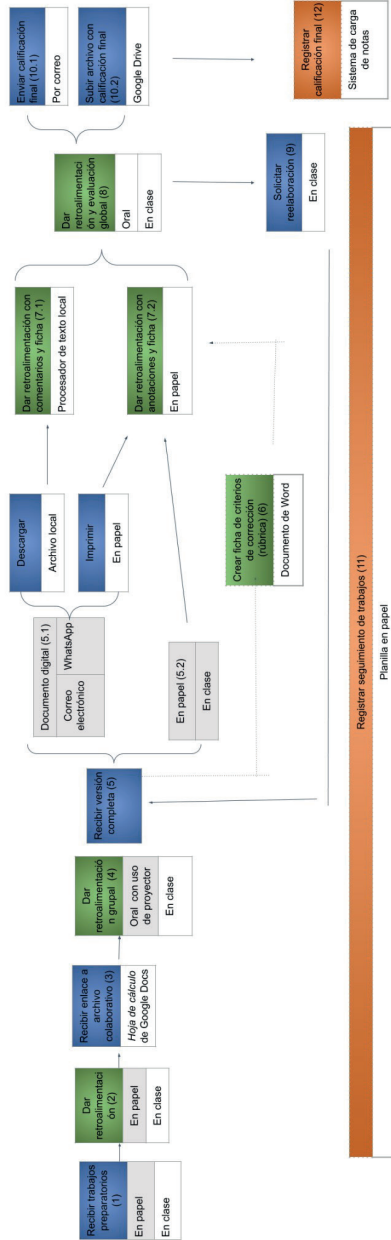 Recibir trabajos
preparatorios
(1)
En papel
En clase
Dar
retroalimentaci
ón (2)
En papel
En clase
Recibir enlace a
archivo
colaborativo (3)
Hoja de cálculo
de Google Docs
Dar
retroalimentació
n grupal (4)
Oral con uso
de proyector
En clase
Recibir versión
completa (5)
Documento digital (5.1)
Correo
electrónico
WhatsApp
En papel (5.2)
En clase
Descargar
Archivo local
Imprimir
En papel
Crear ficha de criterios
de corrección
(rúbrica) (6)
Documento de Word
Dar retroalimentación con
comentarios y ficha (7.1)
Procesador de texto local
Dar retroalimentación con
anotaciones y ficha (7.2)
En papel
Dar
retroalimentaci
ón y evaluación
global (8)
Oral
En clase
Solicitar
reelaboración (9)
En clase
Enviar calificación
final (10.1)
Por correo
Subir archivo con
calificación final
(10.2)
Google Drive
Registrar
calificación final (12)
Sistema de carga
de notas
Registrar seguimiento de trabajos (11)
Planilla en papel